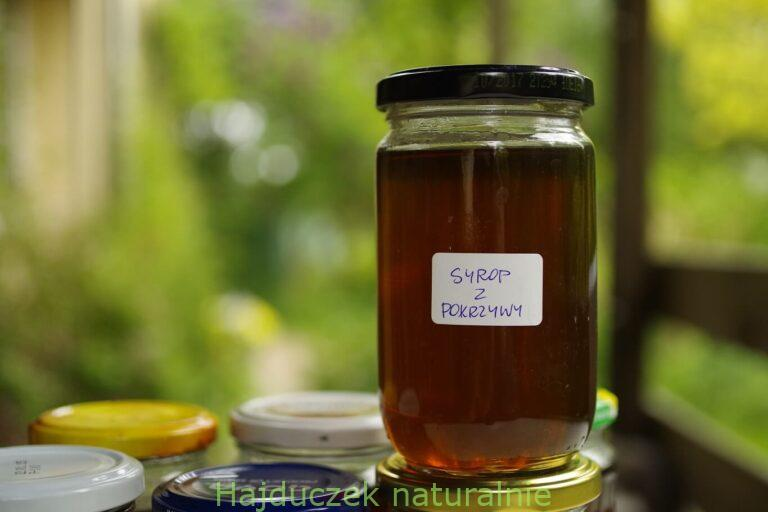 SYROP
Z
POKRZYWY
Hajduczek naturalnie